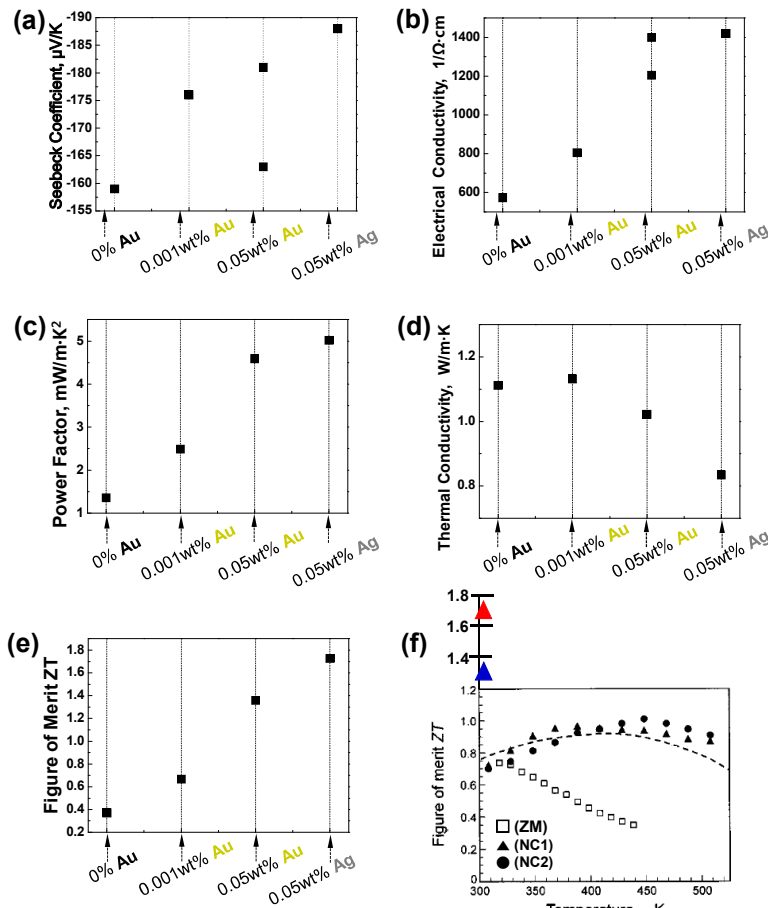 (a)
Seebeck Coefficient, µV/K
-190
-185
-180
-175
-170
-165
-160
-155
0% Au
0.001wt% Au
0.05wt% Au
0.05wt% Ag
(b)
Electrical Conductivity, 1/Ω·cm
1400
1200
800
600
0% Au
0.001wt% Au
0.05wt% Au
0.05wt% Ag
(c)
Power Factor, mW/m·K²
5
4
3
2
1
0% Au
0.001wt% Au
0.05wt% Au
0.05wt% Ag
(d)
Thermal Conductivity, W/m·K
1.2
1.0
0.8
0% Au
0.001wt% Au
0.05wt% Au
0.05wt% Ag
(e)
Figure of Merit ZT
1.8
1.6
1.4
1.2
1.0
0.8
0.6
0.4
0.2
0% Au
0.001wt% Au
0.05wt% Au
0.05wt% Ag
(f)
1.8
1.6
1.4
Figure of merit ZT
1.2
1.0
0.8
0.6
0.4
0.2
0
(ZM)
(NC1)
(NC2)
300
400
500
Temperature, K